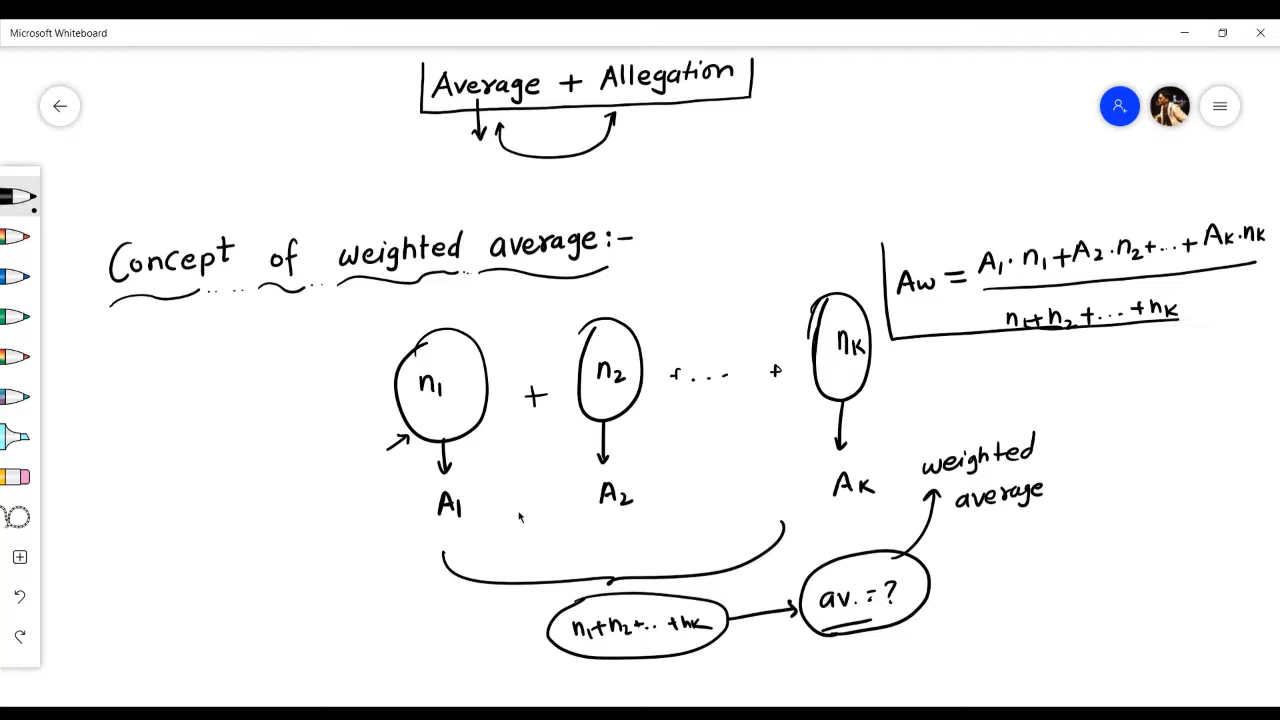 Microsoft Whiteboard
Average + Allegation
Concept of weighted average:-
Aw = A1·n1+A2·n2+...+AK·nK
n1+n2+...+nK
n1 + n2 +... + nK
A1 A2 AK
weighted
average
n1+n2+..+nK
av.=?